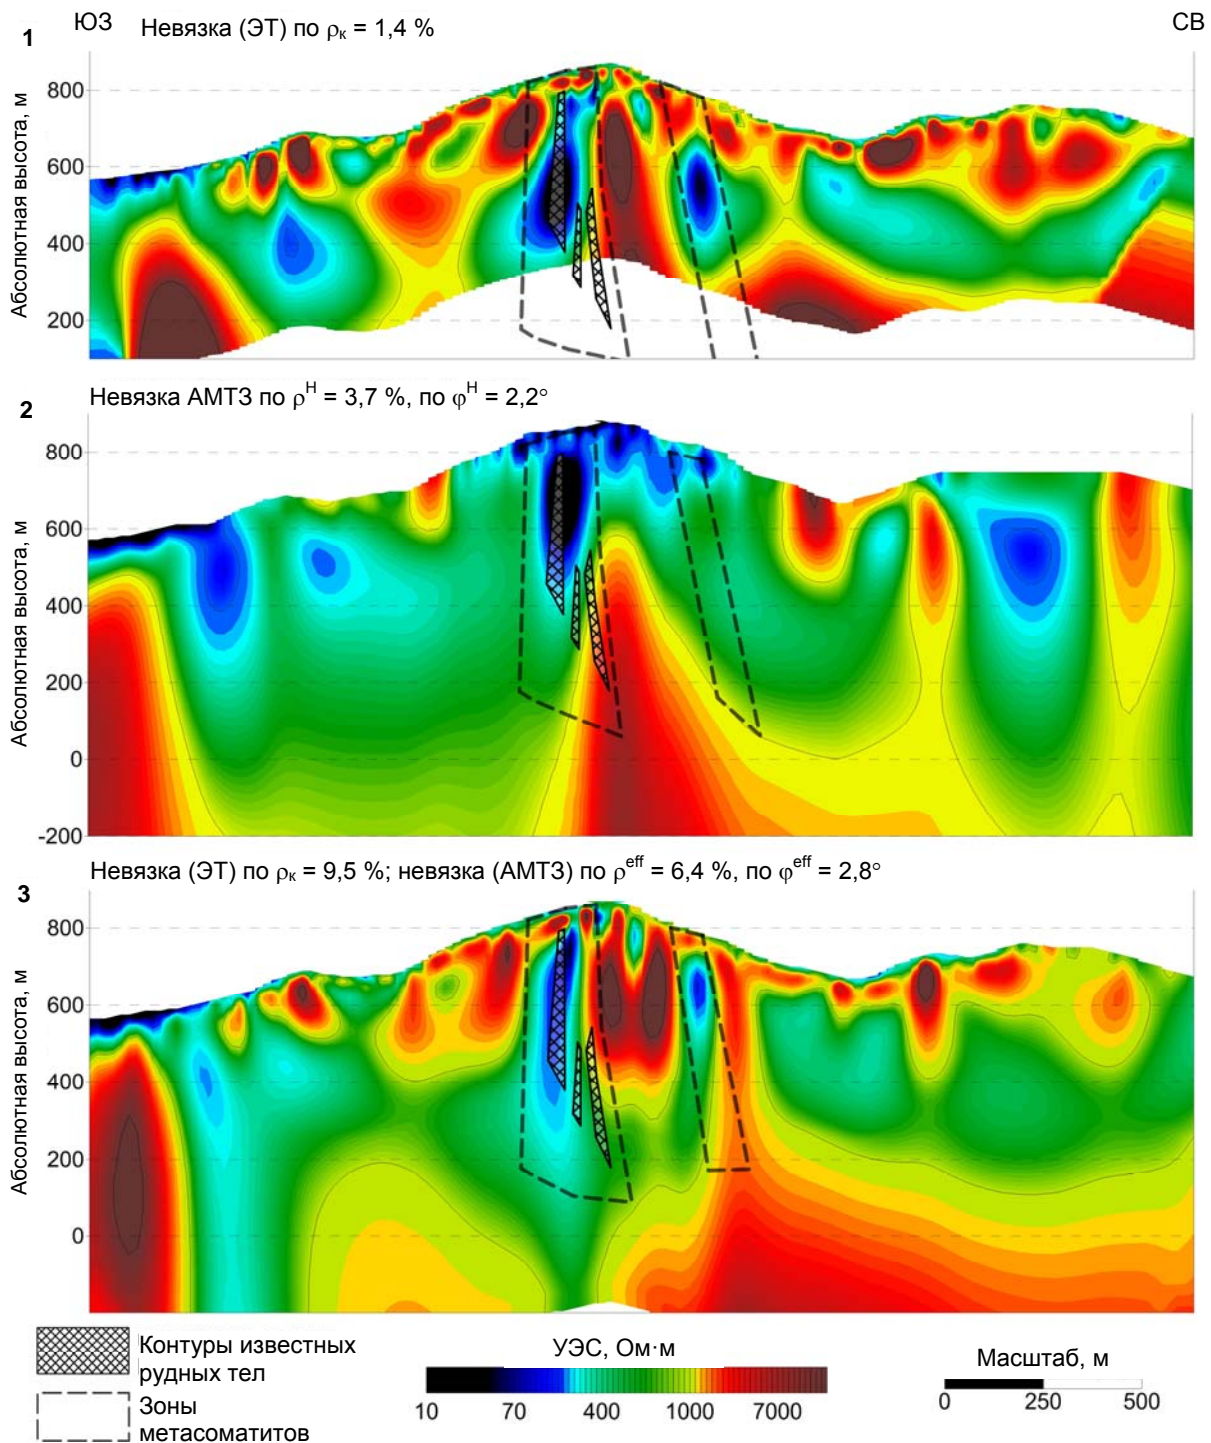 ЮЗ
СВ
1
Невязка (ЭТ) по ρк = 1,4 %
Абсолютная высота, м
800
600
400
200
2
Невязка АМТЗ по ρН = 3,7 %, по φН = 2,2°
Абсолютная высота, м
800
600
400
200
0
-200
Невязка (ЭТ) по ρк = 9,5 %; невязка (АМТЗ) по ρeff = 6,4 %, по φeff = 2,8°
3
Абсолютная высота, м
800
600
400
200
0
Контуры известных
рудных тел
Зоны
метасоматитов
УЭС, Ом·м
10 70 400 1000 7000
Масштаб, м
0 250 500